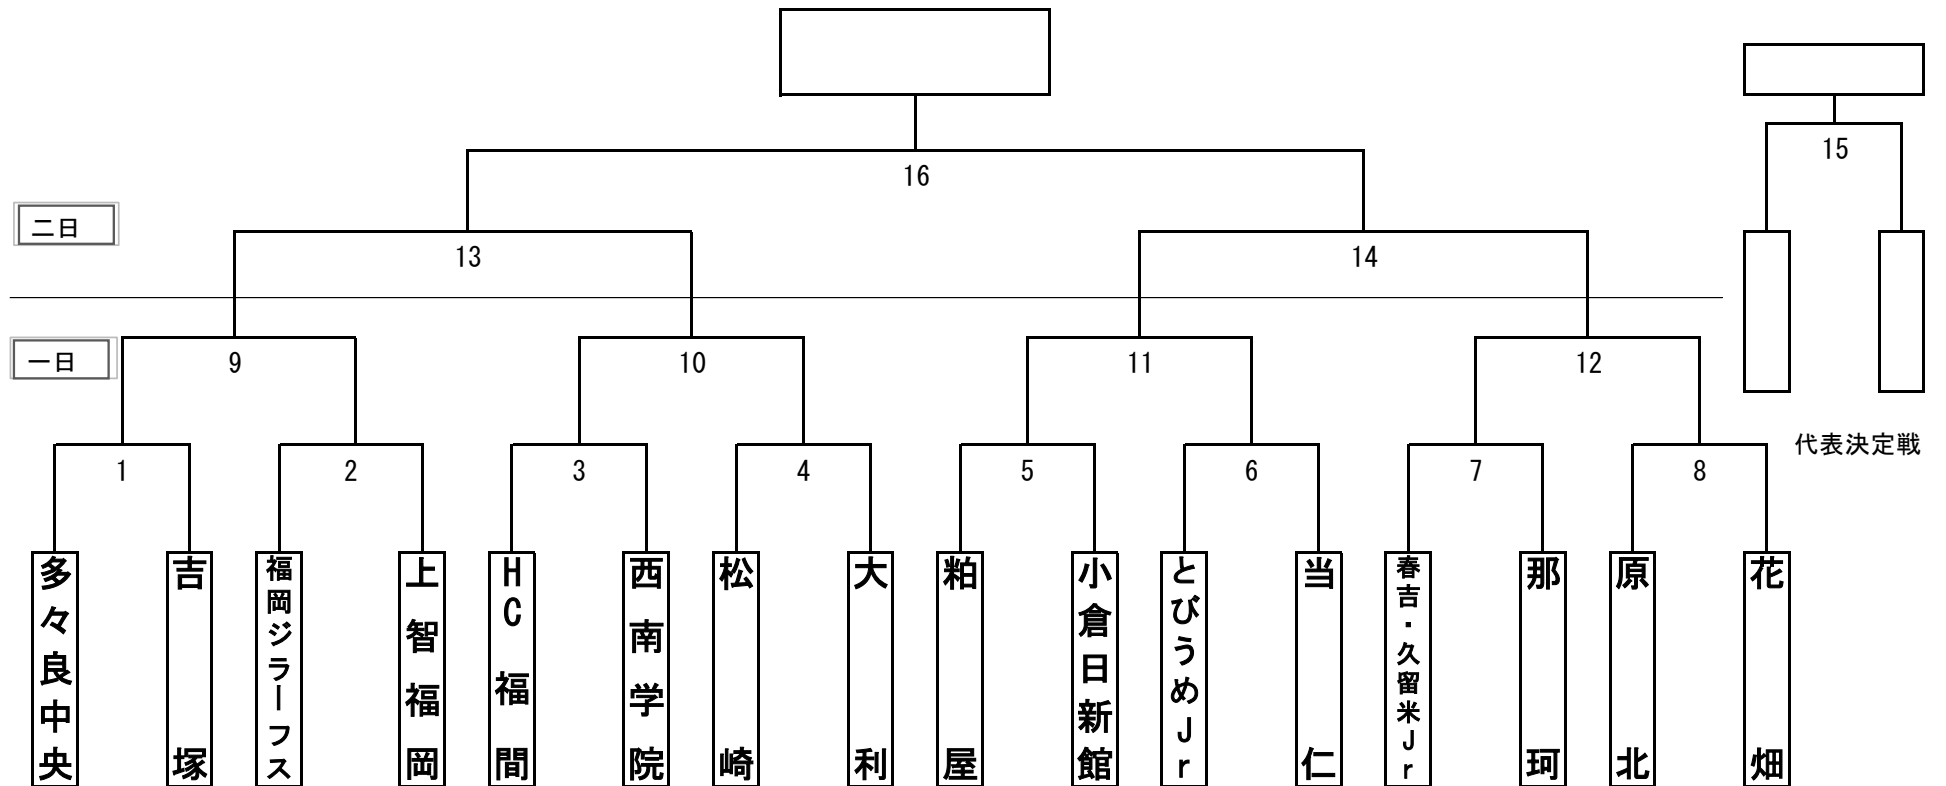 16
15
二日
13
14
一日
9
10
11
12
代表決定戦
1
2
3
4
5
6
7
8
多々良中央
吉塚
福岡ジラーフス
上智福岡
HC福間
西南学院
松崎
大利
粕屋
小倉日新館
とびうめJr
当仁
春吉・久留米Jr
那珂
原北
花畑